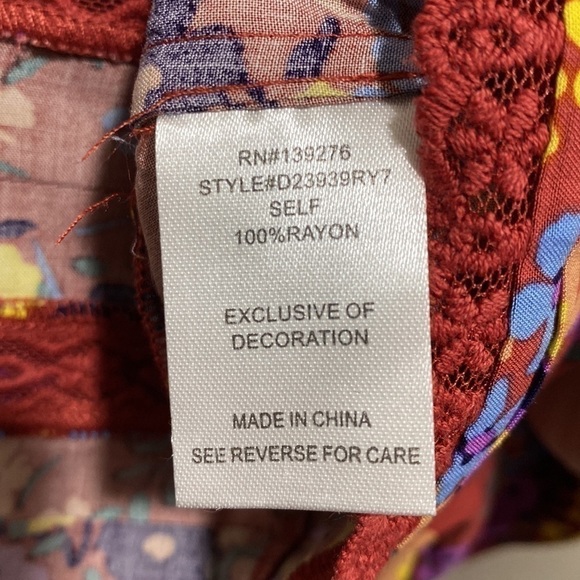 RN#139276
STYLE#D23939RY7
SELF
100%RAYON
EXCLUSIVE OF
DECORATION
MADE IN CHINA
SEE REVERSE FOR CARE